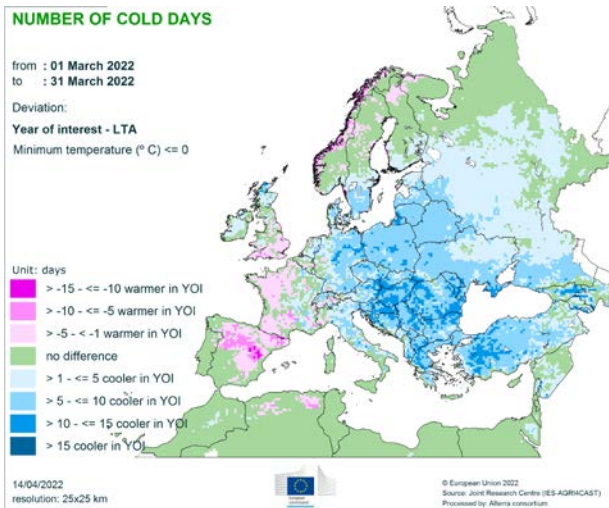 NUMBER OF COLD DAYS
from : 01 March 2022
to : 31 March 2022
Deviation:
Year of interest - LTA
Minimum temperature (º C) <= 0
Unit: days
> -15 - <= -10 warmer in YOI
> -10 - <= -5 warmer in YOI
> -5 - < -1 warmer in YOI
no difference
> 1 - <= 5 cooler in YOI
> 5 - <= 10 cooler in YOI
> 10 - <= 15 cooler in YOI
> 15 cooler in YOI
14/04/2022
resolution: 25x25 km
European
Commission
© European Union 2022
Source: Joint Research Centre (IES-AGRI4CAST)
Processed by: Alterra consortium